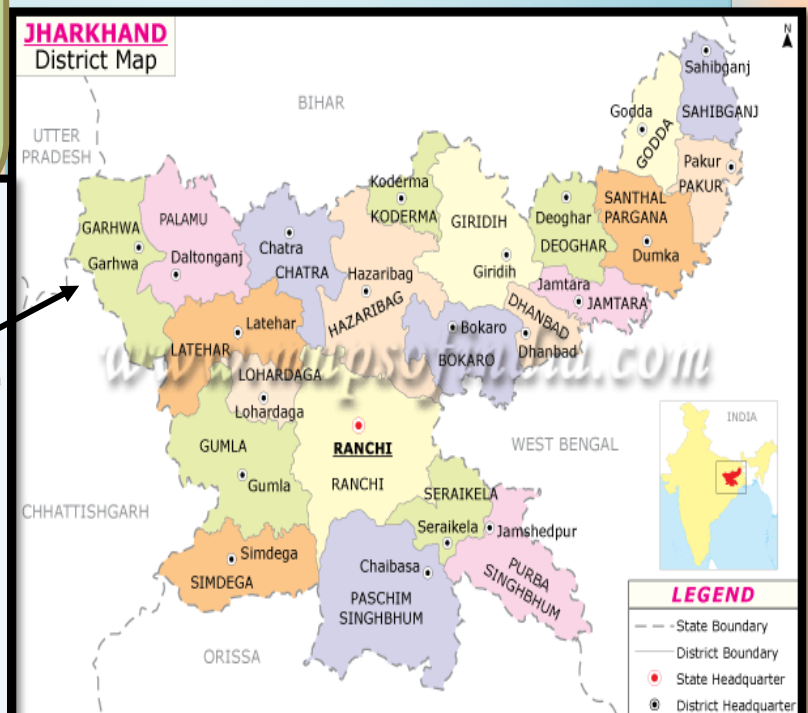 JHARKHAND
District Map
N
BIHAR
UTTER
PRADESH
Sahibganj
SAHIBGANJ
Godda
GODDA
Pakur
PAKUR
Koderma
KODERMA
GIRIDIH
Giridih
Deoghar
DEOGHAR
SANTHAL
PARGANA
Dumka
GARHWA
Garhwa
PALAMU
Daltonganj
Chatra
CHATRA
Hazaribag
HAZARIBAG
Jamtara
JAMTARA
DHANBAD
Dhanbad
Bokaro
BOKARO
Latehar
LATEHAR
www.mapsofindia.com
LOHARDAGA
Lohardaga
RANCHI
RANCHI
GUMLA
Gumla
WEST BENGAL
INDIA
CHHATTISHGARH
SERAIKELA
Seraikela
Jamshedpur
PURBA
SINGHBHUM
Simdega
SIMDEGA
Chaibasa
PASCHIM
SINGHBHUM
ORISSA
LEGEND
State Boundary
District Boundary
State Headquarter
District Headquarter